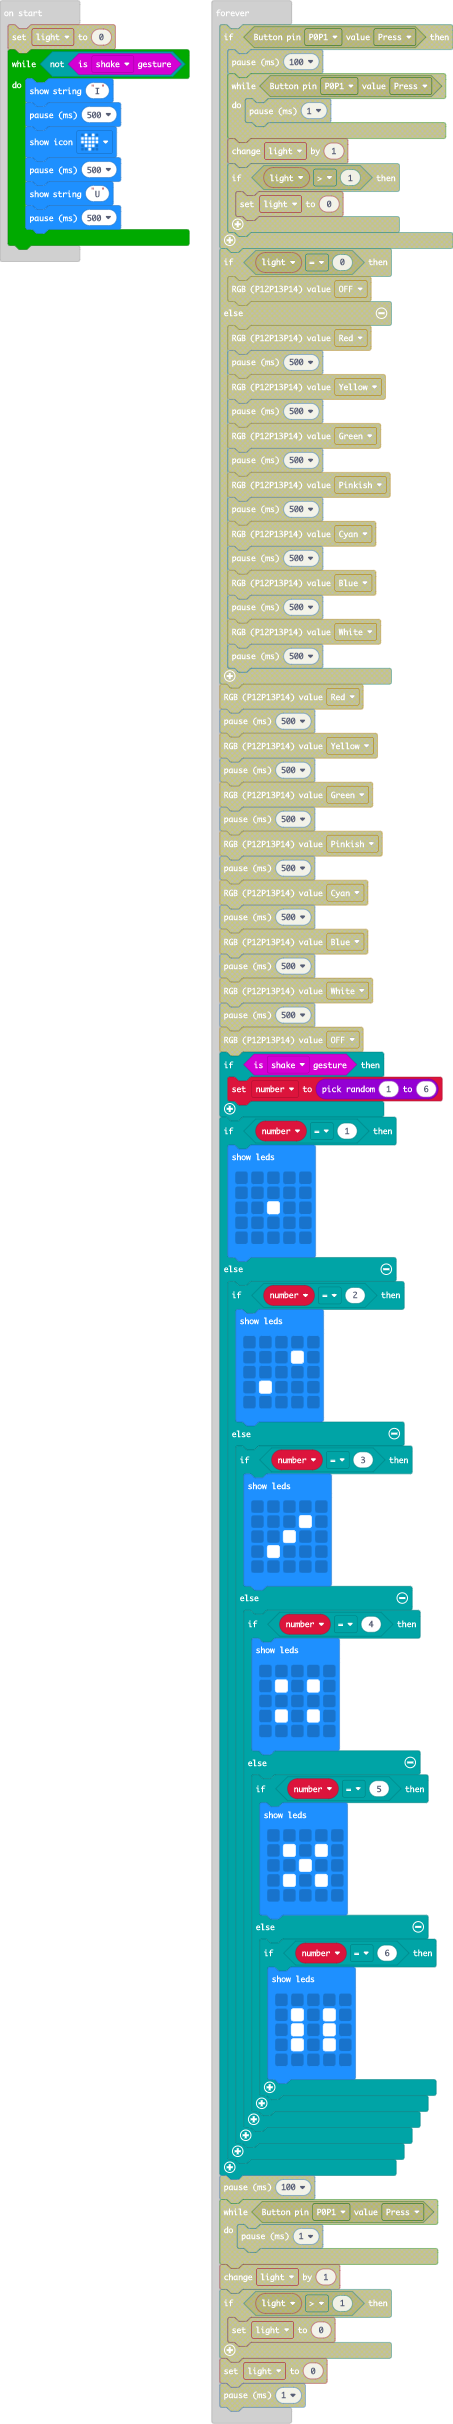 on start
set light to 0
while not is shake gesture
do
show string "I"
pause (ms) 500
show icon
pause (ms) 500
show string "U"
pause (ms) 500
forever
if Button pin P0P1 value Press then
pause (ms) 100
while Button pin P0P1 value Press
do
pause (ms) 1
change light by 1
if light > 1 then
set light to 0
if light = 0 then
RGB (P12P13P14) value OFF
else
RGB (P12P13P14) value Red
pause (ms) 500
RGB (P12P13P14) value Yellow
pause (ms) 500
RGB (P12P13P14) value Green
pause (ms) 500
RGB (P12P13P14) value Pinkish
pause (ms) 500
RGB (P12P13P14) value Cyan
pause (ms) 500
RGB (P12P13P14) value Blue
pause (ms) 500
RGB (P12P13P14) value White
pause (ms) 500
RGB (P12P13P14) value Red
pause (ms) 500
RGB (P12P13P14) value Yellow
pause (ms) 500
RGB (P12P13P14) value Green
pause (ms) 500
RGB (P12P13P14) value Pinkish
pause (ms) 500
RGB (P12P13P14) value Cyan
pause (ms) 500
RGB (P12P13P14) value Blue
pause (ms) 500
RGB (P12P13P14) value White
pause (ms) 500
RGB (P12P13P14) value OFF
if is shake gesture then
set number to pick random 1 to 6
if number = 1 then
show leds
else
if number = 2 then
show leds
else
if number = 3 then
show leds
else
if number = 4 then
show leds
else
if number = 5 then
show leds
else
if number = 6 then
show leds
pause (ms) 100
while Button pin P0P1 value Press
do
pause (ms) 1
change light by 1
if light > 1 then
set light to 0
set light to 0
pause (ms) 1